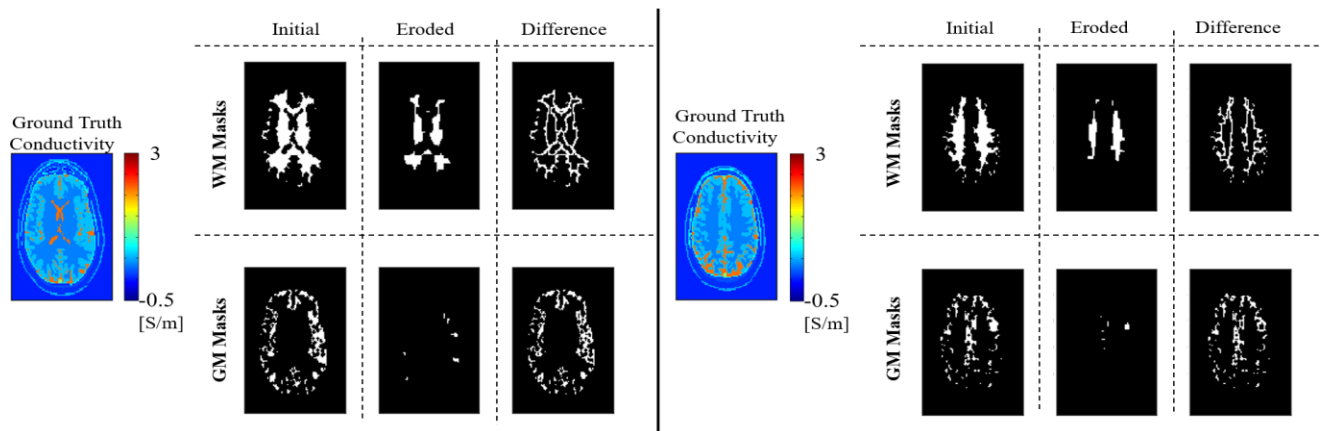 Initial Eroded Difference
WM Masks
Ground Truth
Conductivity
3
-0.5
[S/m]
GM Masks
Initial Eroded Difference
WM Masks
Ground Truth
Conductivity
3
-0.5
[S/m]
GM Masks